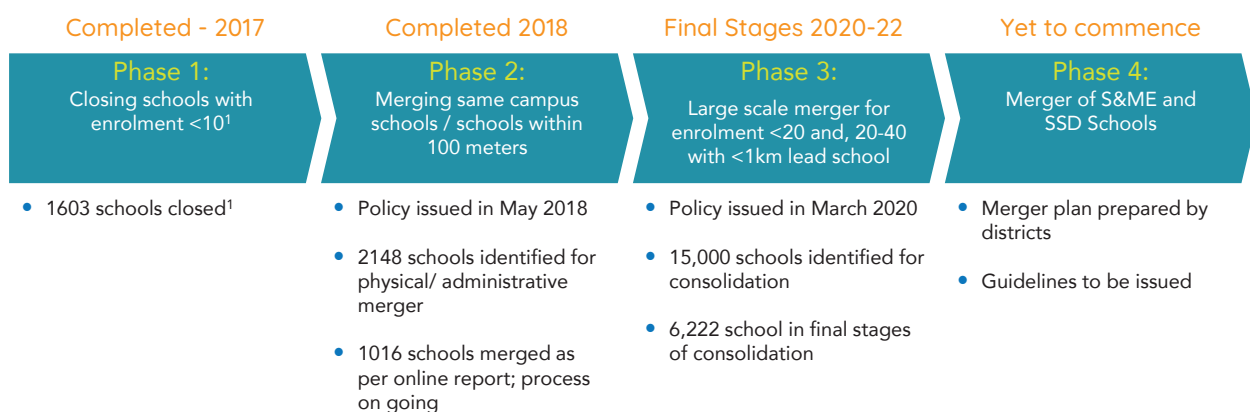 Completed - 2017
Phase 1:
Closing schools with
enrolment <10¹
• 1603 schools closed¹
Completed 2018
Phase 2:
Merging same campus
schools / schools within
100 meters
• Policy issued in May 2018
• 2148 schools identified for
physical/ administrative
merger
• 1016 schools merged as
per online report; process
on going
Final Stages 2020-22
Phase 3:
Large scale merger for
enrolment <20 and, 20-40
with <1km lead school
• Policy issued in March 2020
• 15,000 schools identified for
consolidation
• 6,222 school in final stages
of consolidation
Yet to commence
Phase 4:
Merger of S&ME and
SSD Schools
• Merger plan prepared by
districts
• Guidelines to be issued